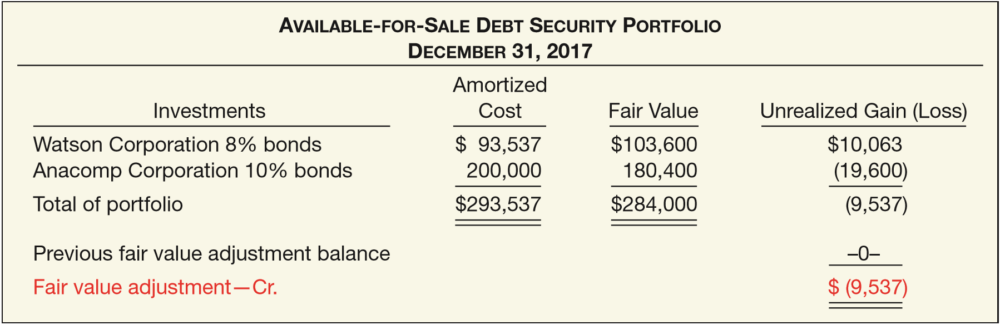 AVAILABLE-FOR-SALE DEBT SECURITY PORTFOLIO
DECEMBER 31, 2017
Amortized
Investments Cost Fair Value Unrealized Gain (Loss)
Watson Corporation 8% bonds $ 93,537 $103,600 $10,063
Anacomp Corporation 10% bonds 200,000 180,400 (19,600)
Total of portfolio $293,537 $284,000 (9,537)
Previous fair value adjustment balance –0–
Fair value adjustment—Cr. $ (9,537)